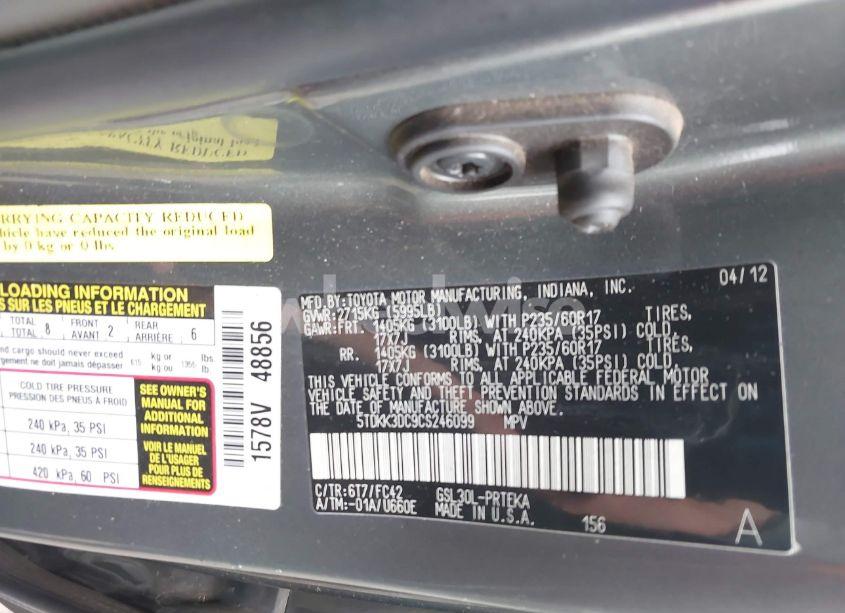 CARRYING CAPACITY REDUCED
vehicle have reduced the original load
by 0 kg or 0 lbs
LOADING INFORMATION
SUR LES PNEUS ET LE CHARGEMENT
TOTAL 8 FRONT 2 REAR 6
TOTAL AVANT ARRIÈRE
and cargo should never exceed kg or lbs.
ne doit jamais dépasser kg ou lb.
COLD TIRE PRESSURE
PRESSION DES PNEUS À FROID
240 kPa, 35 PSI
240 kPa, 35 PSI
420 kPa, 60 PSI
SEE OWNER'S
MANUAL FOR
ADDITIONAL
INFORMATION
VOIR LE MANUEL
DE L'USAGER
POUR PLUS DE
RENSEIGNEMENTS
1578V 48856
04/12
MFD.BY:TOYOTA MOTOR MANUFACTURING, INDIANA, INC.
GVWR:2715KG (5995LB)
GAWR:FRT. 1405KG (3100LB) WITH P235/60R17 TIRES,
17X7J RIMS, AT 240KPA (35PSI) COLD.
RR. 1405KG (3100LB) WITH P235/60R17 TIRES,
17X7J RIMS, AT 240KPA (35PSI) COLD.
THIS VEHICLE CONFORMS TO ALL APPLICABLE FEDERAL MOTOR
VEHICLE SAFETY AND THEFT PREVENTION STANDARDS IN EFFECT
ON THE DATE OF MANUFACTURE SHOWN ABOVE.
5TDKK3DC9CS246099 MPV
C/TR:6T7/FC42 GSL30L-PRTEKA
A/TM:-01A/U660E MADE IN U.S.A.
156 A